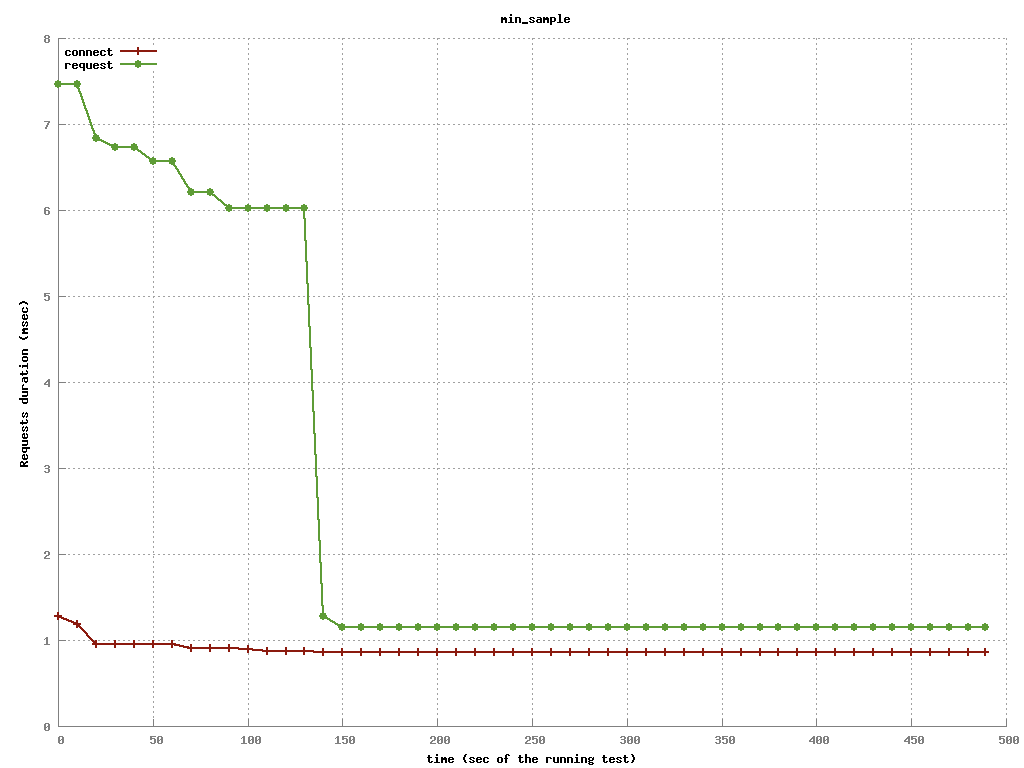 min_sample
connect
request
8
7
6
5
4
3
2
1
0
Requests duration (msec)
0 50 100 150 200 250 300 350 400 450 500
time (sec of the running test)